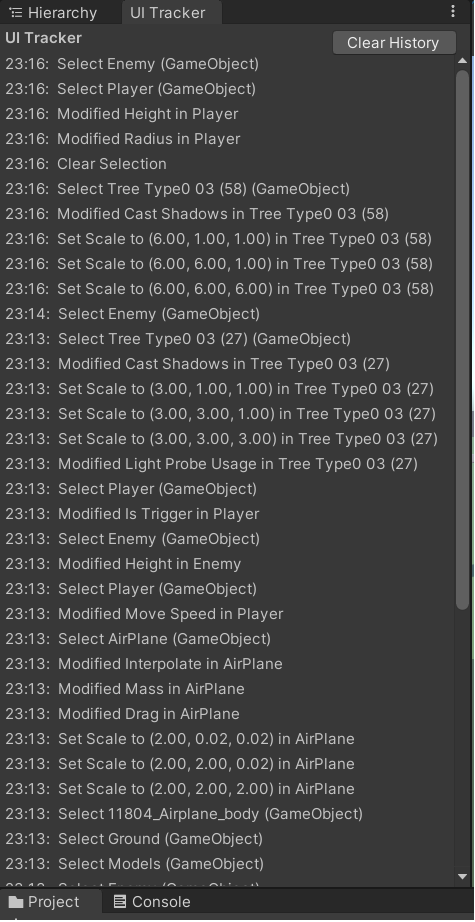 Hierarchy
UI Tracker
UI Tracker
Clear History
23:16: Select Enemy (GameObject)
23:16: Select Player (GameObject)
23:16: Modified Height in Player
23:16: Modified Radius in Player
23:16: Clear Selection
23:16: Select Tree Type0 03 (58) (GameObject)
23:16: Modified Cast Shadows in Tree Type0 03 (58)
23:16: Set Scale to (6.00, 1.00, 1.00) in Tree Type0 03 (58)
23:16: Set Scale to (6.00, 6.00, 1.00) in Tree Type0 03 (58)
23:16: Set Scale to (6.00, 6.00, 6.00) in Tree Type0 03 (58)
23:14: Select Enemy (GameObject)
23:13: Select Tree Type0 03 (27) (GameObject)
23:13: Modified Cast Shadows in Tree Type0 03 (27)
23:13: Set Scale to (3.00, 1.00, 1.00) in Tree Type0 03 (27)
23:13: Set Scale to (3.00, 3.00, 1.00) in Tree Type0 03 (27)
23:13: Set Scale to (3.00, 3.00, 3.00) in Tree Type0 03 (27)
23:13: Modified Light Probe Usage in Tree Type0 03 (27)
23:13: Select Player (GameObject)
23:13: Modified Is Trigger in Player
23:13: Select Enemy (GameObject)
23:13: Modified Height in Enemy
23:13: Select Player (GameObject)
23:13: Modified Move Speed in Player
23:13: Select AirPlane (GameObject)
23:13: Modified Interpolate in AirPlane
23:13: Modified Mass in AirPlane
23:13: Modified Drag in AirPlane
23:13: Set Scale to (2.00, 0.02, 0.02) in AirPlane
23:13: Set Scale to (2.00, 2.00, 0.02) in AirPlane
23:13: Set Scale to (2.00, 2.00, 2.00) in AirPlane
23:13: Select 11804_Airplane_body (GameObject)
23:13: Select Ground (GameObject)
23:13: Select Models (GameObject)
23:13: Select Enemy (GameObject)
Project
Console